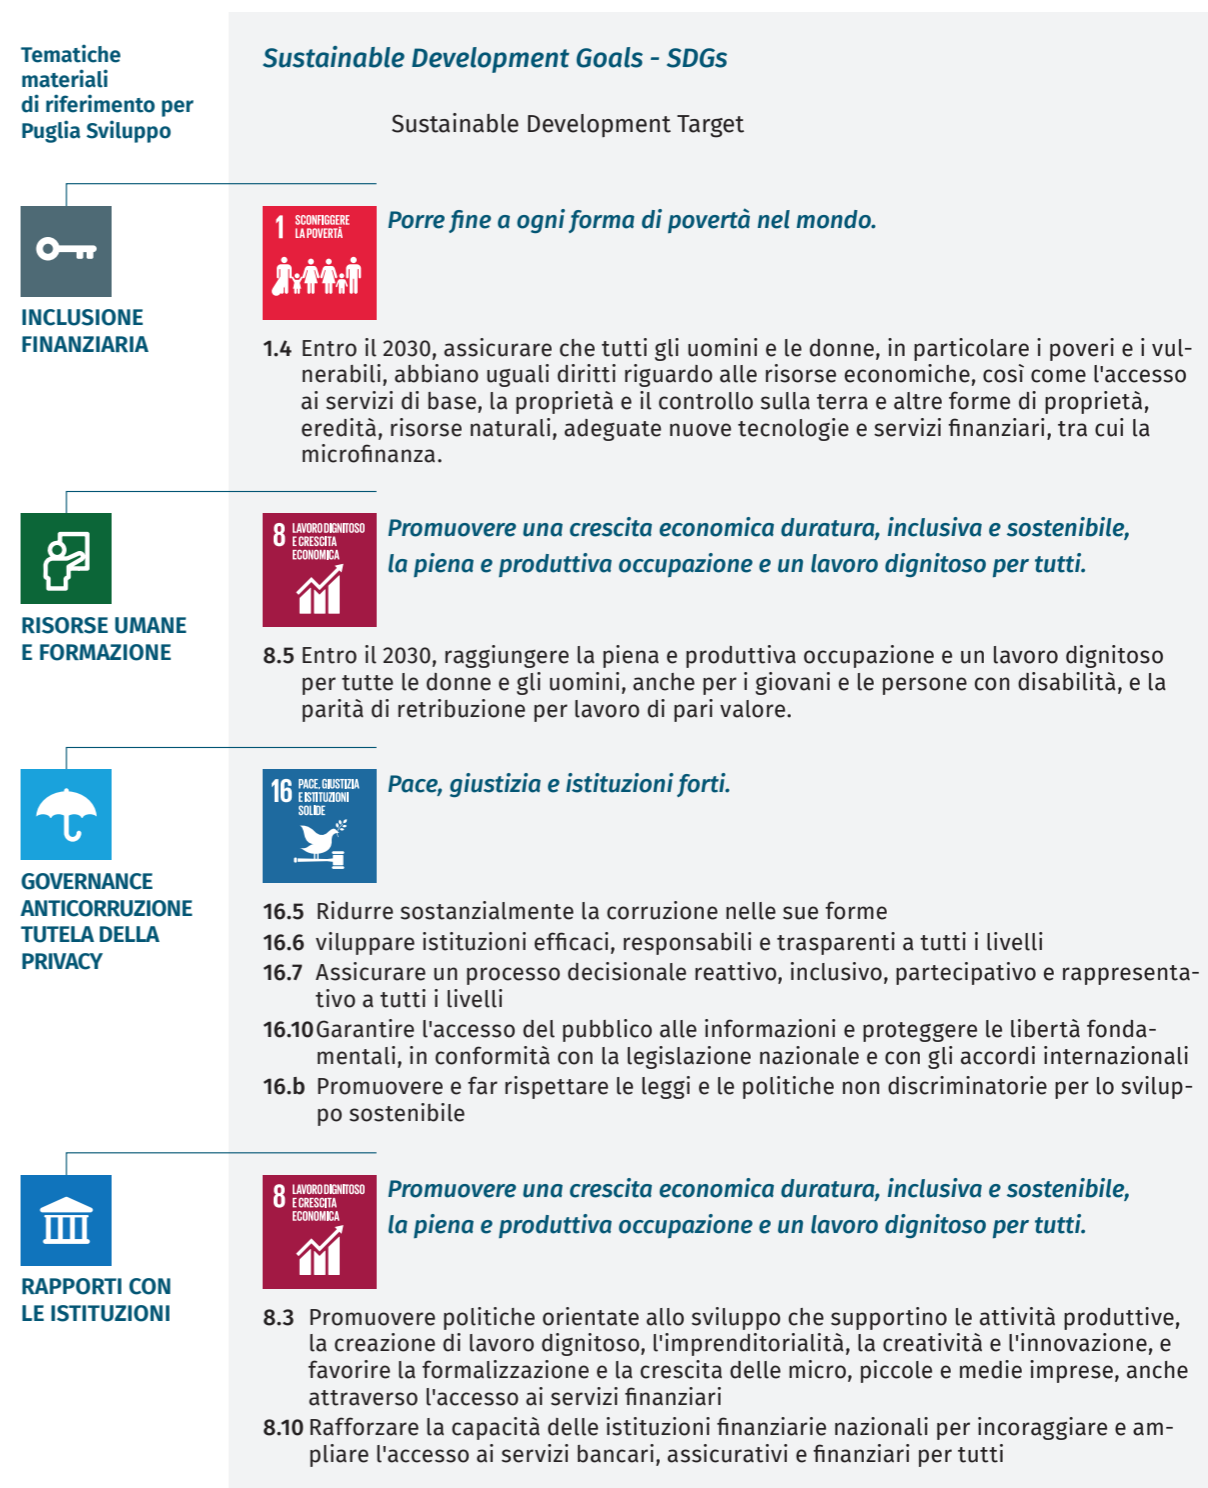 Tematiche
materiali
di riferimento per
Puglia Sviluppo
Sustainable Development Goals - SDGs
Sustainable Development Target
INCLUSIONE
FINANZIARIA
1 SCONFIGGERE
LA POVERTÀ
Porre fine a ogni forma di povertà nel mondo.
1.4 Entro il 2030, assicurare che tutti gli uomini e le donne, in particolare i poveri e i vul-
nerabili, abbiano uguali diritti riguardo alle risorse economiche, così come l'accesso
ai servizi di base, la proprietà e il controllo sulla terra e altre forme di proprietà,
eredità, risorse naturali, adeguate nuove tecnologie e servizi finanziari, tra cui la
microfinanza.
RISORSE UMANE
E FORMAZIONE
8 LAVORO DIGNITOSO
E CRESCITA
ECONOMICA
Promuovere una crescita economica duratura, inclusiva e sostenibile,
la piena e produttiva occupazione e un lavoro dignitoso per tutti.
8.5 Entro il 2030, raggiungere la piena e produttiva occupazione e un lavoro dignitoso
per tutte le donne e gli uomini, anche per i giovani e le persone con disabilità, e la
parità di retribuzione per lavoro di pari valore.
GOVERNANCE
ANTICORRUZIONE
TUTELA DELLA
PRIVACY
16 PACE, GIUSTIZIA
E ISTITUZIONI
SOLIDE
Pace, giustizia e istituzioni forti.
16.5 Ridurre sostanzialmente la corruzione nelle sue forme
16.6 viluppare istituzioni efficaci, responsabili e trasparenti a tutti i livelli
16.7 Assicurare un processo decisionale reattivo, inclusivo, partecipativo e rappresenta-
tivo a tutti i livelli
16.10 Garantire l'accesso del pubblico alle informazioni e proteggere le libertà fonda-
mentali, in conformità con la legislazione nazionale e con gli accordi internazionali
16.b Promuovere e far rispettare le leggi e le politiche non discriminatorie per lo svilup-
po sostenibile
RAPPORTI CON
LE ISTITUZIONI
8 LAVORO DIGNITOSO
E CRESCITA
ECONOMICA
Promuovere una crescita economica duratura, inclusiva e sostenibile,
la piena e produttiva occupazione e un lavoro dignitoso per tutti.
8.3 Promuovere politiche orientate allo sviluppo che supportino le attività produttive,
la creazione di lavoro dignitoso, l'imprenditorialità, la creatività e l'innovazione, e
favorire la formalizzazione e la crescita delle micro, piccole e medie imprese, anche
attraverso l'accesso ai servizi finanziari
8.10 Rafforzare la capacità delle istituzioni finanziarie nazionali per incoraggiare e am-
pliare l'accesso ai servizi bancari, assicurativi e finanziari per tutti